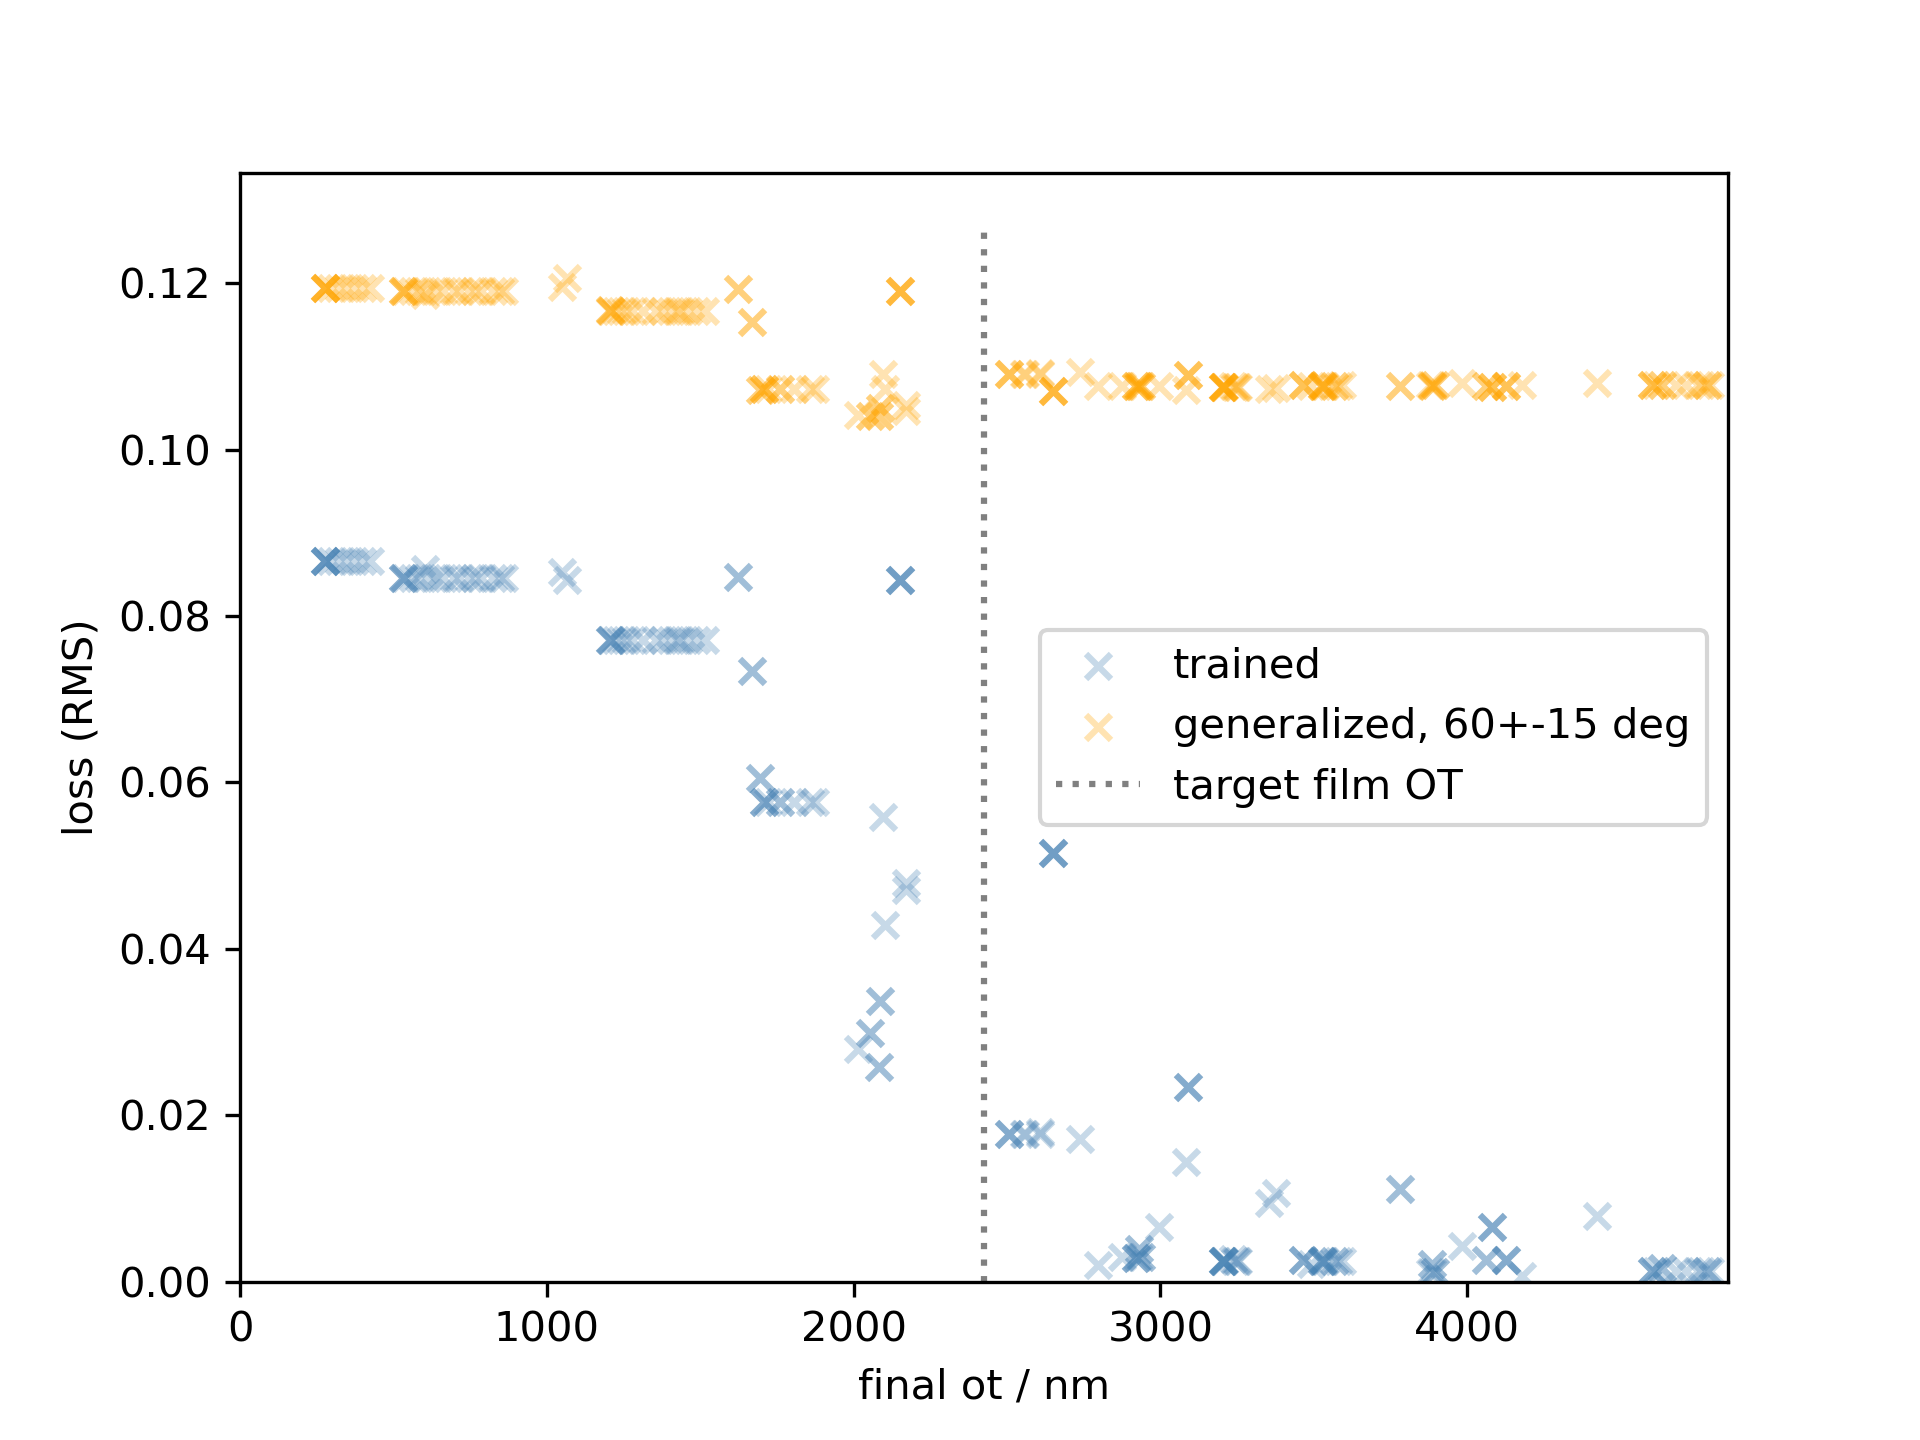 0.12
0.10
0.08
0.06
0.04
0.02
0.00
loss (RMS)
trained
generalized, 60+-15 deg
target film OT
0 1000 2000 3000 4000
final ot / nm